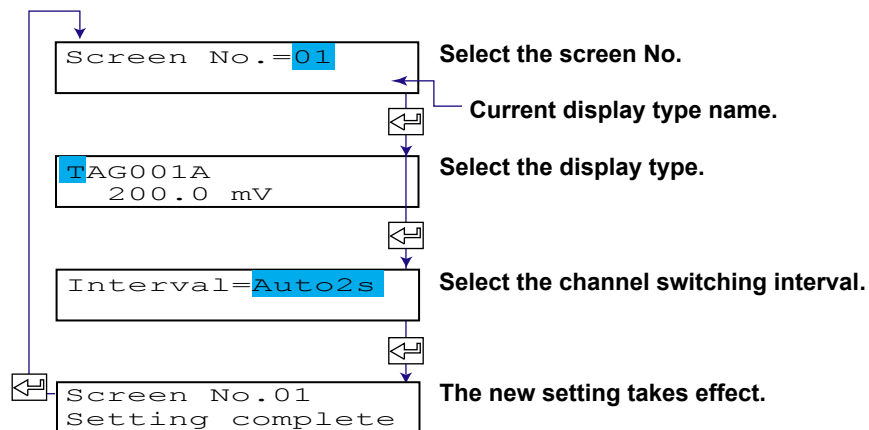 Screen No.=01
Select the screen No.
Current display type name.
TAG001A
200.0 mV
Select the display type.
Interval=Auto2s
Select the channel switching interval.
Screen No.01
Setting complete
The new setting takes effect.